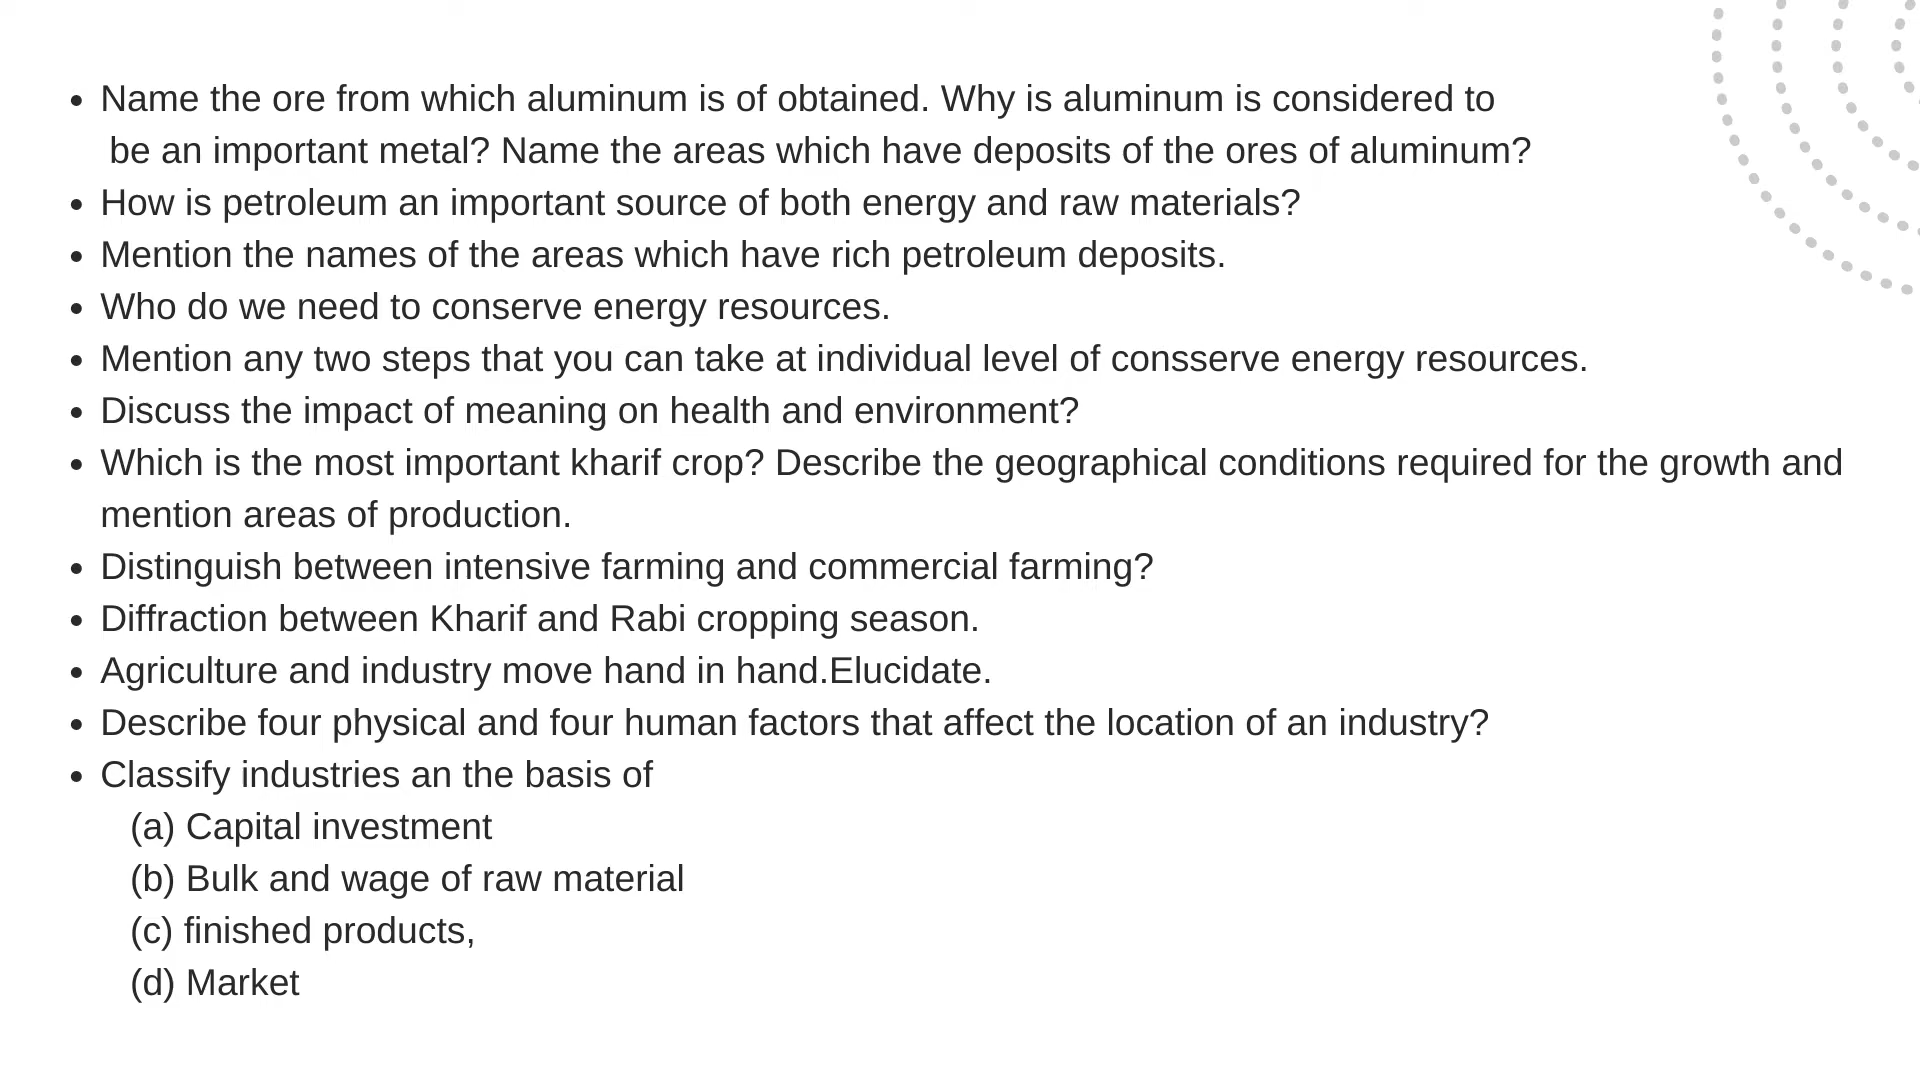 • Name the ore from which aluminum is of obtained. Why is aluminum is considered to
be an important metal? Name the areas which have deposits of the ores of aluminum?
• How is petroleum an important source of both energy and raw materials?
• Mention the names of the areas which have rich petroleum deposits.
• Who do we need to conserve energy resources.
• Mention any two steps that you can take at individual level of consserve energy resources.
• Discuss the impact of meaning on health and environment?
• Which is the most important kharif crop? Describe the geographical conditions required for the growth and
mention areas of production.
• Distinguish between intensive farming and commercial farming?
• Diffraction between Kharif and Rabi cropping season.
• Agriculture and industry move hand in hand.Elucidate.
• Describe four physical and four human factors that affect the location of an industry?
• Classify industries an the basis of
(a) Capital investment
(b) Bulk and wage of raw material
(c) finished products,
(d) Market